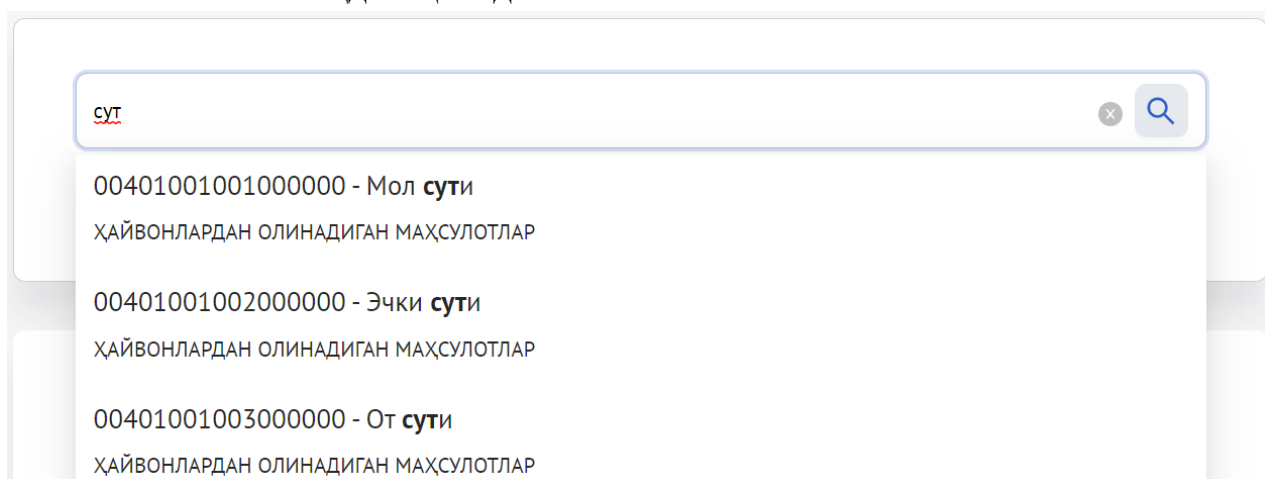 сут
00401001001000000 - Мол сути
ҲАЙВОНЛАРДАН ОЛИНАДИГАН МАҲСУЛОТЛАР
00401001002000000 - Эчки сути
ҲАЙВОНЛАРДАН ОЛИНАДИГАН МАҲСУЛОТЛАР
00401001003000000 - От сути
ҲАЙВОНЛАРДАН ОЛИНАДИГАН МАҲСУЛОТЛАР